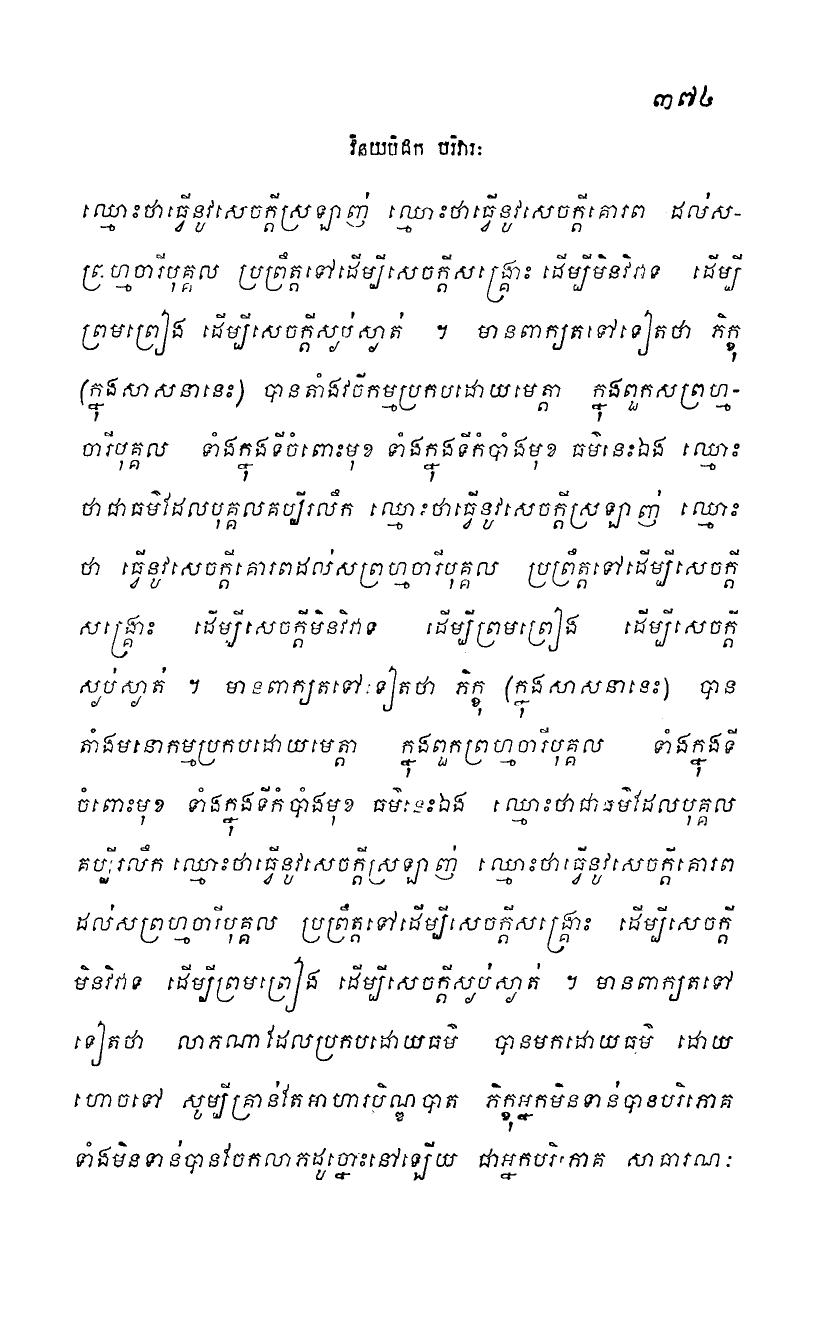 ៣៧៤
វិនយបិដក បរិវារៈ
ឈ្មោះថាធ្វើនូវសេចក្តីស្រឡាញ់ ឈ្មោះថាធ្វើនូវសេចក្តីគោរព ដល់ស-
ព្រហ្មចារីបុគ្គល ប្រព្រឹត្តទៅដើម្បីសេចក្តីសង្គ្រោះ ដើម្បីមិនវិវាទ ដើម្បី
ព្រមព្រៀង ដើម្បីសេចក្តីស្លប់ស្លាត់ ។ មានពាក្យតទៅទៀតថា ភិក្ខុ
(ក្នុងសាសនានេះ) បានតាំងវចីកម្មប្រកបដោយមេត្តា ក្នុងពួកសព្រហ្ម-
ចារីបុគ្គល ទាំងក្នុងទីចំពោះមុខ ទាំងក្នុងទីកំបាំងមុខ ធម៌នេះឯង ឈ្មោះ
ថាជាធម៌ដែលបុគ្គលគប្បីរលឹក ឈ្មោះថាធ្វើនូវសេចក្តីស្រឡាញ់ ឈ្មោះ
ថា ធ្វើនូវសេចក្តីគោរពដល់សព្រហ្មចារីបុគ្គល ប្រព្រឹត្តទៅដើម្បីសេចក្តី
សង្គ្រោះ ដើម្បីសេចក្តីមិនវិវាទ ដើម្បីព្រមព្រៀង ដើម្បីសេចក្តី
ស្លប់ស្លាត់ ។ មានពាក្យតទៅទៀតថា ភិក្ខុ (ក្នុងសាសនានេះ) បាន
តាំងមនោកម្មប្រកបដោយមេត្តា ក្នុងពួកព្រហ្មចារីបុគ្គល ទាំងក្នុងទី
ចំពោះមុខ ទាំងក្នុងទីកំបាំងមុខ ធម៌នេះឯង ឈ្មោះថាជាធម៌ដែលបុគ្គល
គប្បីរលឹក ឈ្មោះថាធ្វើនូវសេចក្តីស្រឡាញ់ ឈ្មោះថាធ្វើនូវសេចក្តីគោរព
ដល់សព្រហ្មចារីបុគ្គល ប្រព្រឹត្តទៅដើម្បីសេចក្តីសង្គ្រោះ ដើម្បីសេចក្តី
មិនវិវាទ ដើម្បីព្រមព្រៀង ដើម្បីសេចក្តីស្លប់ស្លាត់ ។ មានពាក្យតទៅ
ទៀតថា លាភណាដែលប្រកបដោយធម៌ បានមកដោយធម៌ ដោយ
ហោចទៅ សូម្បីគ្រាន់តែអាហារបិណ្ឌបាត ភិក្ខុអ្នកមិនទាន់បានបរិភោគ
ទាំងមិនទាន់បានចែកលាភដូច្នោះនៅឡើយ ជាអ្នកបរិភោគ សាធារណៈ